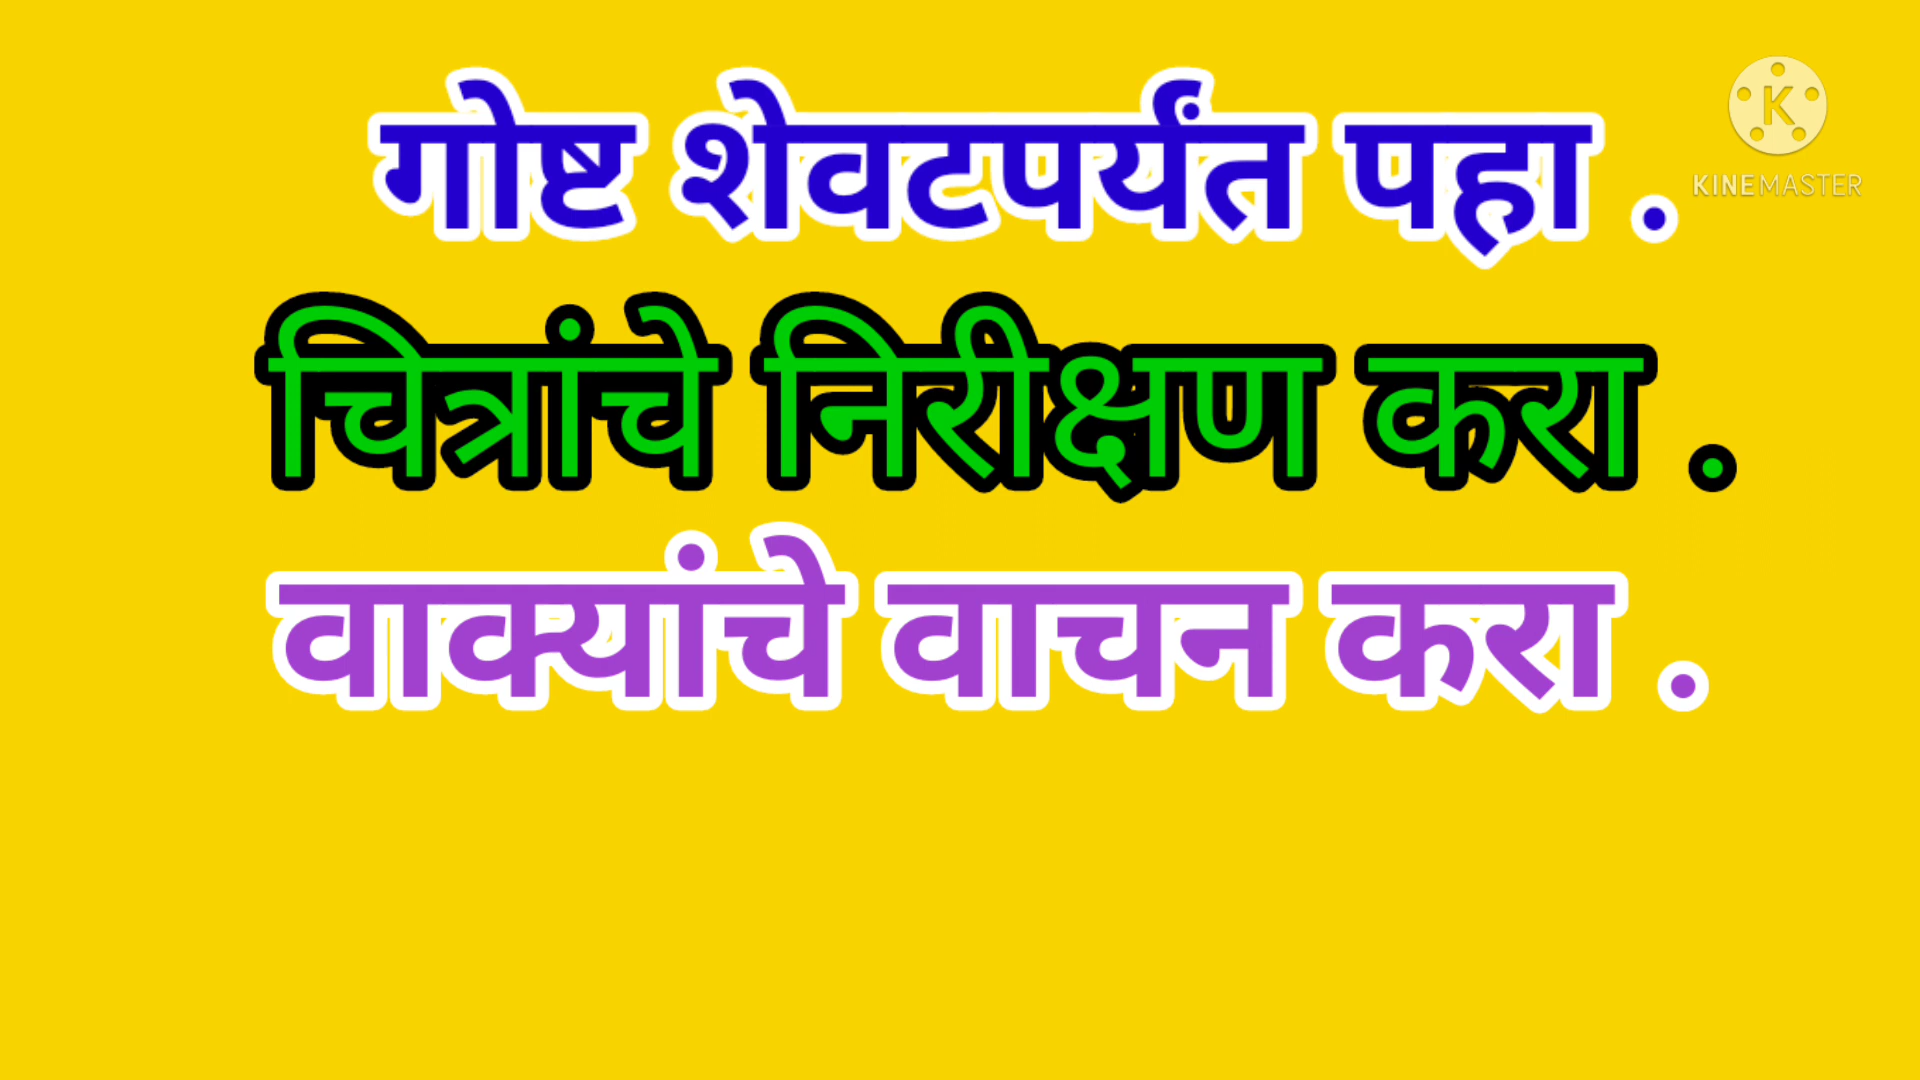 गोष्ट शेवटपर्यंत पहा .
चित्रांचे निरीक्षण करा .
वाक्यांचे वाचन करा .
K
KINEMASTER